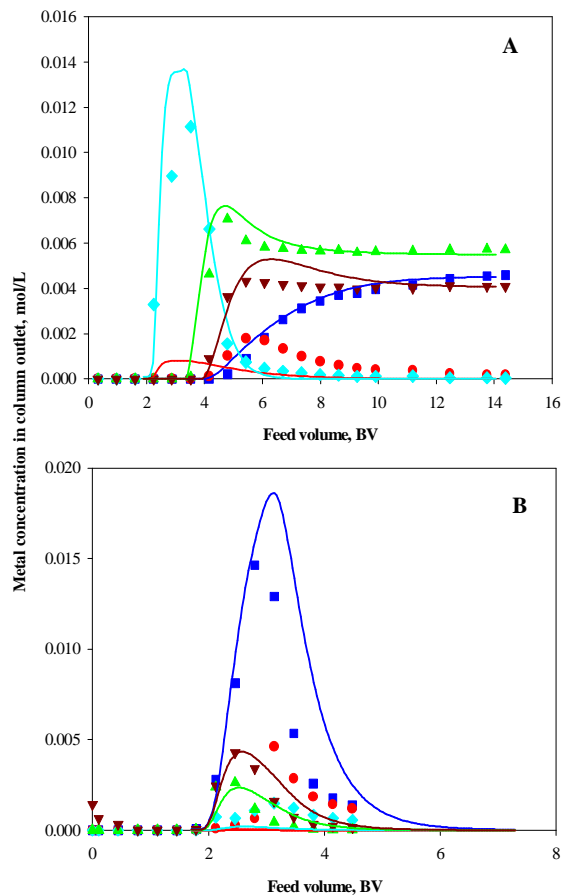 A
0.016
0.014
0.012
0.010
0.008
0.006
0.004
0.002
0.000
0 2 4 6 8 10 12 14 16
Feed volume, BV
Metal concentration in column outlet, mol/L
B
0.020
0.015
0.010
0.005
0.000
0 2 4 6 8
Feed volume, BV